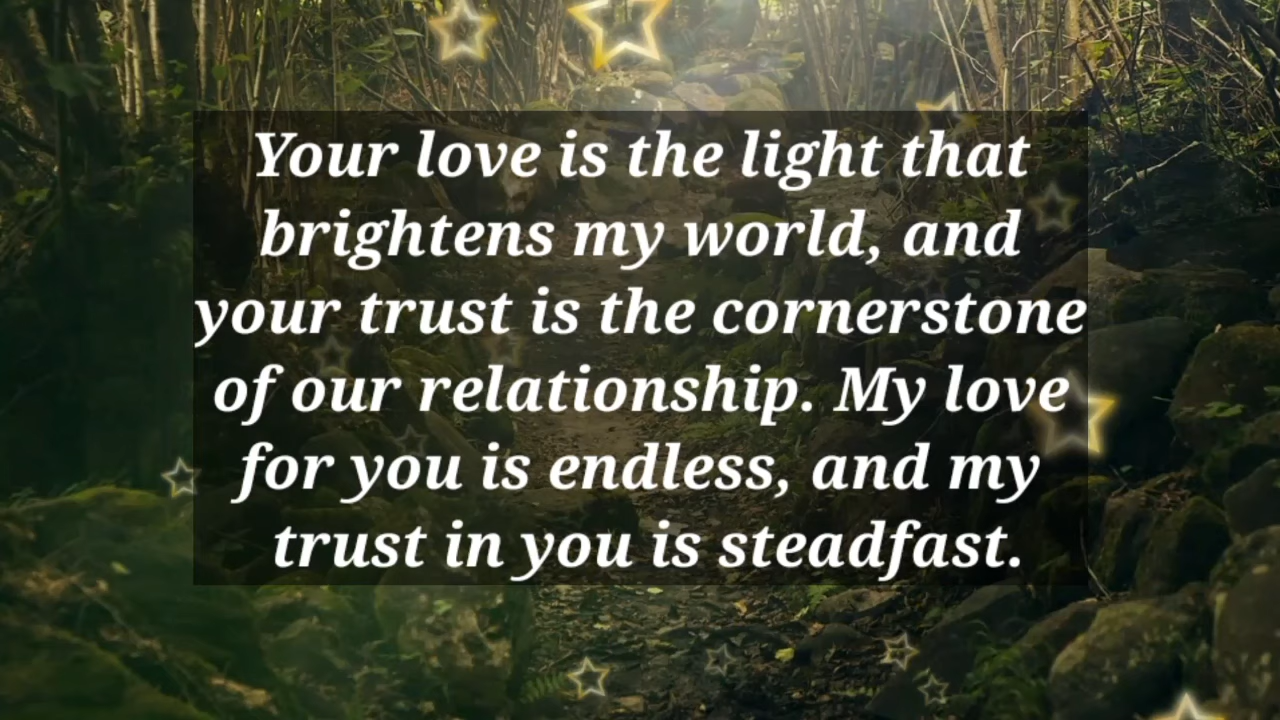 Your love is the light that
brightens my world, and
your trust is the cornerstone
of our relationship. My love
for you is endless, and my
trust in you is steadfast.